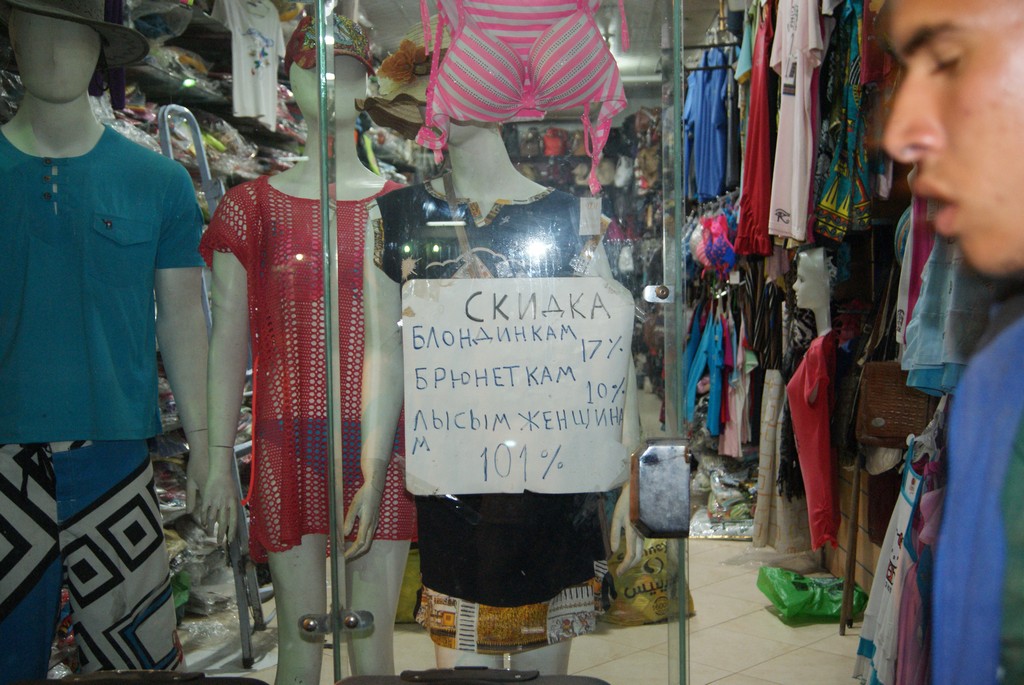 СКИДКА
БЛОНДИНКАМ
17%
БРЮНЕТКАМ
10%
ЛЫСЫМ ЖЕНЩИНА
М
101%